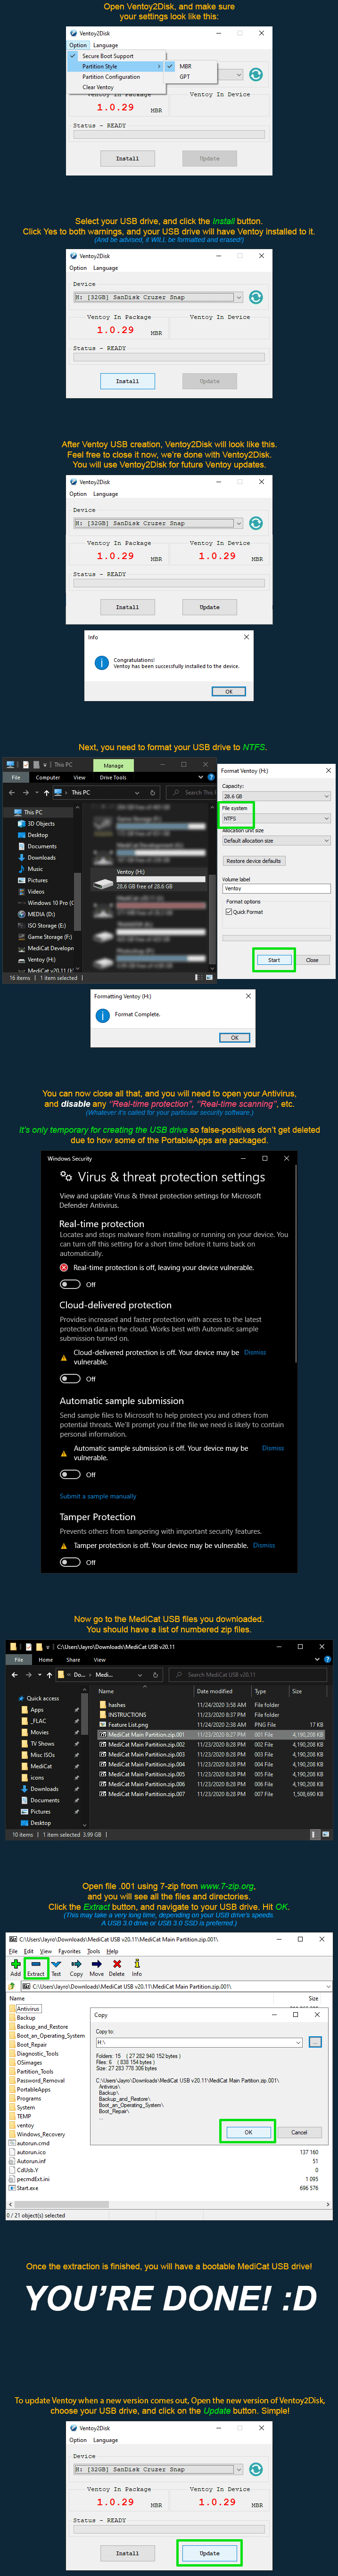 Open Ventoy2Disk, and make sure
your settings look like this:
Ventoy2Disk
Option Language
Secure Boot Support
Partition Style
MBR
Partition Configuration
GPT
Clear Ventoy
Ventoy In Package Ventoy In Device
1.0.29 MBR
Status - READY
Install Update
Select your USB drive, and click the Install button.
Click Yes to both warnings, and your USB drive will have Ventoy installed to it.
(And be advised, it WILL be formatted and erased!)
Ventoy2Disk
Option Language
Device
H: [32GB] SanDisk Cruzer Snap
Ventoy In Package Ventoy In Device
1.0.29 MBR
Status - READY
Install Update
After Ventoy USB creation, Ventoy2Disk will look like this.
Feel free to close it now, we're done with Ventoy2Disk.
You will use Ventoy2Disk for future Ventoy updates.
Ventoy2Disk
Option Language
Device
H: [32GB] SanDisk Cruzer Snap
Ventoy In Package Ventoy In Device
1.0.29 MBR 1.0.29 MBR
Status - READY
Install Update
Info
Congratulations!
Ventoy has been successfully installed to the device.
OK
Next, you need to format your USB drive to NTFS.
This PC Manage
File Computer View Drive Tools
This PC
Search This
This PC
3D Objects
Desktop
Documents
Downloads
Music
Pictures
Videos
Windows 10 Pro (C
MEDIA (D:)
ISO Storage (E:)
Game Storage (F:)
MediCat Developm
Ventoy (H:)
MediCat v20.11 (I:)
Ventoy (H:)
28.6 GB free of 28.6 GB
16 items 1 item selected
Format Ventoy (H:)
Capacity:
28.6 GB
File system
NTFS
Allocation unit size
Default allocation size
Restore device defaults
Volume label
Ventoy
Format options
Quick Format
Start Close
Formatting Ventoy (H:)
Format Complete.
OK
You can now close all that, and you will need to open your Antivirus,
and disable any "Real-time protection", "Real-time scanning", etc.
(Whatever it's called for your particular security software.)
It's only temporary for creating the USB drive so false-positives don't get deleted
due to how some of the PortableApps are packaged.
Windows Security
Virus & threat protection settings
View and update Virus & threat protection settings for Microsoft
Defender Antivirus.
Real-time protection
Locates and stops malware from installing or running on your device. You
can turn off this setting for a short time before it turns back on
automatically.
Real-time protection is off, leaving your device vulnerable.
Off
Cloud-delivered protection
Provides increased and faster protection with access to the latest
protection data in the cloud. Works best with Automatic sample
submission turned on.
Cloud-delivered protection is off. Your device may be Dismiss
vulnerable.
Off
Automatic sample submission
Send sample files to Microsoft to help protect you and others from
potential threats. We'll prompt you if the file we need is likely to contain
personal information.
Automatic sample submission is off. Your device may be Dismiss
vulnerable.
Off
Submit a sample manually
Tamper Protection
Prevents others from tampering with important security features.
Tamper protection is off. Your device may be vulnerable. Dismiss
Off
Now go to the MediCat USB files you downloaded.
You should have a list of numbered zip files.
C:\Users\Jayro\Downloads\MediCat USB v20.11
File Home Share View
Do... Medi... Search MediCat USB v20.11
Quick access
Apps
_FLAC
Movies
TV Shows
Misc ISOs
MediCat
icons
Downloads
Documents
Pictures
Desktop
Name Date modified Type Size
hashes 11/24/2020 3:58 AM File folder
INSTRUCTIONS 11/23/2020 8:37 PM File folder
Feature List.png 11/24/2020 2:38 AM PNG File 17 KB
MediCat Main Partition.zip.001 11/23/2020 8:27 PM 001 File 4,190,208 KB
MediCat Main Partition.zip.002 11/23/2020 8:28 PM 002 File 4,190,208 KB
MediCat Main Partition.zip.003 11/23/2020 8:28 PM 003 File 4,190,208 KB
MediCat Main Partition.zip.004 11/23/2020 8:28 PM 004 File 4,190,208 KB
MediCat Main Partition.zip.005 11/23/2020 8:28 PM 005 File 4,190,208 KB
MediCat Main Partition.zip.006 11/23/2020 8:28 PM 006 File 4,190,208 KB
MediCat Main Partition.zip.007 11/23/2020 8:28 PM 007 File 1,508,690 KB
10 items 1 item selected 3.99 GB
Open file .001 using 7-zip from www.7-zip.org,
and you will see all the files and directories.
Click the Extract button, and navigate to your USB drive. Hit OK.
(This may take a very long time, depending on your USB drive's speeds.
A USB 3.0 drive or USB 3.0 SSD is preferred.)
C:\Users\Jayro\Downloads\MediCat USB v20.11\MediCat Main Partition.zip.001\
File Edit View Favorites Tools Help
Add Extract Test Copy Move Delete Info
C:\Users\Jayro\Downloads\MediCat USB v20.11\MediCat Main Partition.zip.001\
Name Size
Antivirus
Backup
Backup_and_Restore
Boot_an_Operating_System
Boot_Repair
Diagnostic_Tools
OSimages
Partition_Tools
Password_Removal
PortableApps
Programs
System
TEMP
ventoy
Windows_Recovery
autorun.cmd
autorun.ico 137 160
Autorun.inf 51
CdUsb.Y 0
pecmdExt.ini 1 095
Start.exe 696 576
Copy
Copy to:
H:\
...
Folders: 15 ( 27 282 940 152 bytes )
Files: 6 ( 838 154 bytes )
Size: 27 283 778 306 bytes
C:\Users\Jayro\Downloads\MediCat USB v20.11\MediCat Main Partition.zip.001\
Antivirus\
Backup\
Backup_and_Restore\
Boot_an_Operating_System\
Boot_Repair\
...
OK Cancel
0 / 21 object(s) selected
Once the extraction is finished, you will have a bootable MediCat USB drive!
YOU'RE DONE! :D
To update Ventoy when a new version comes out, Open the new version of Ventoy2Disk,
choose your USB drive, and click on the Update button. Simple!
Ventoy2Disk
Option Language
Device
H: [32GB] SanDisk Cruzer Snap
Ventoy In Package Ventoy In Device
1.0.29 MBR 1.0.29 MBR
Status - READY
Install Update